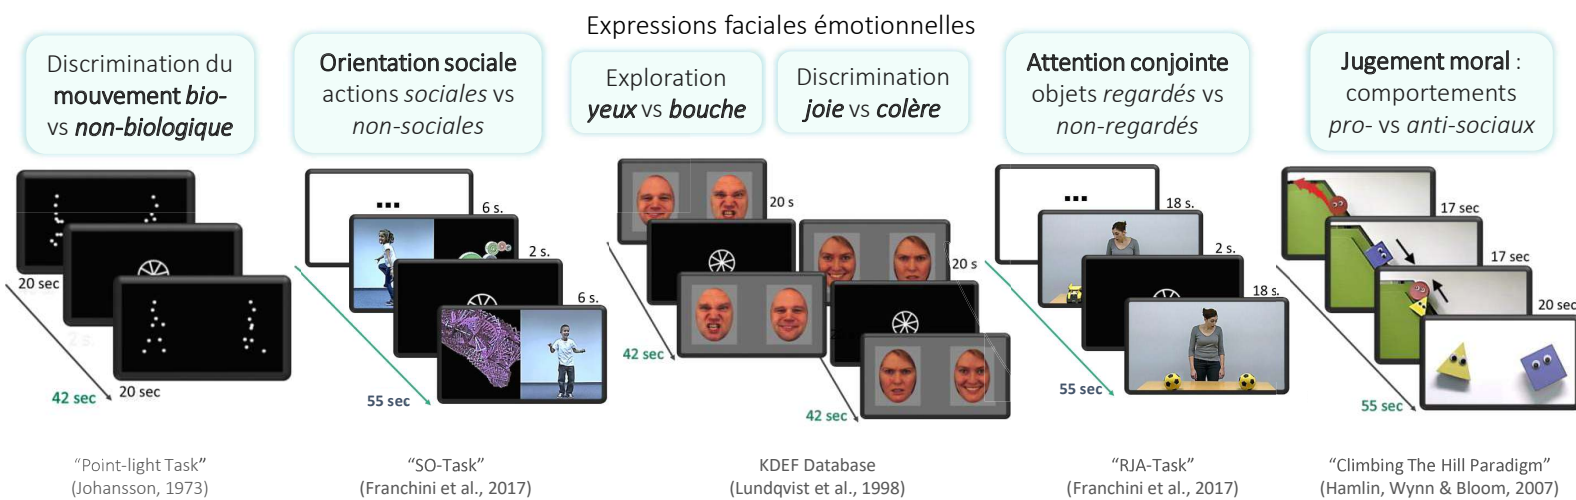 Expressions faciales émotionnelles
Discrimination du
mouvement bio-
vs non-biologique
Orientation sociale
actions sociales vs
non-sociales
Exploration
yeux vs bouche
Discrimination
joie vs colère
Attention conjointe
objets regardés vs
non-regardés
Jugement moral :
comportements
pro- vs anti-sociaux
20 sec
2 s.
20 sec
42 sec
...
6 s.
2 s.
6 s.
55 sec
20 s
42 sec
20 s
42 sec
...
18 s.
2 s.
18 s.
55 sec
17 sec
17 sec
20 sec
55 sec
"Point-light Task"
(Johansson, 1973)
"SO-Task"
(Franchini et al., 2017)
KDEF Database
(Lundqvist et al., 1998)
"RJA-Task"
(Franchini et al., 2017)
"Climbing The Hill Paradigm"
(Hamlin, Wynn & Bloom, 2007)